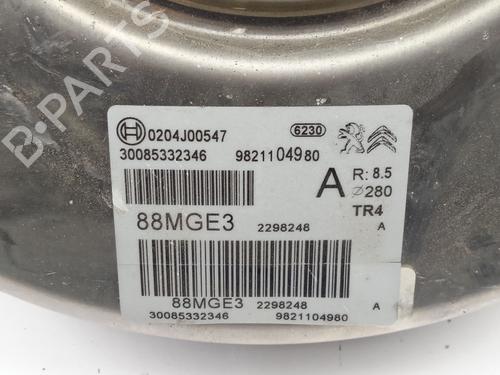 B-PARTS
0204J00547 6230
30085332346 9821104980
A R: 8.5
⌀280
88MGE3 2298248 TR4
A
88MGE3 2298248 A
30085332346 9821104980